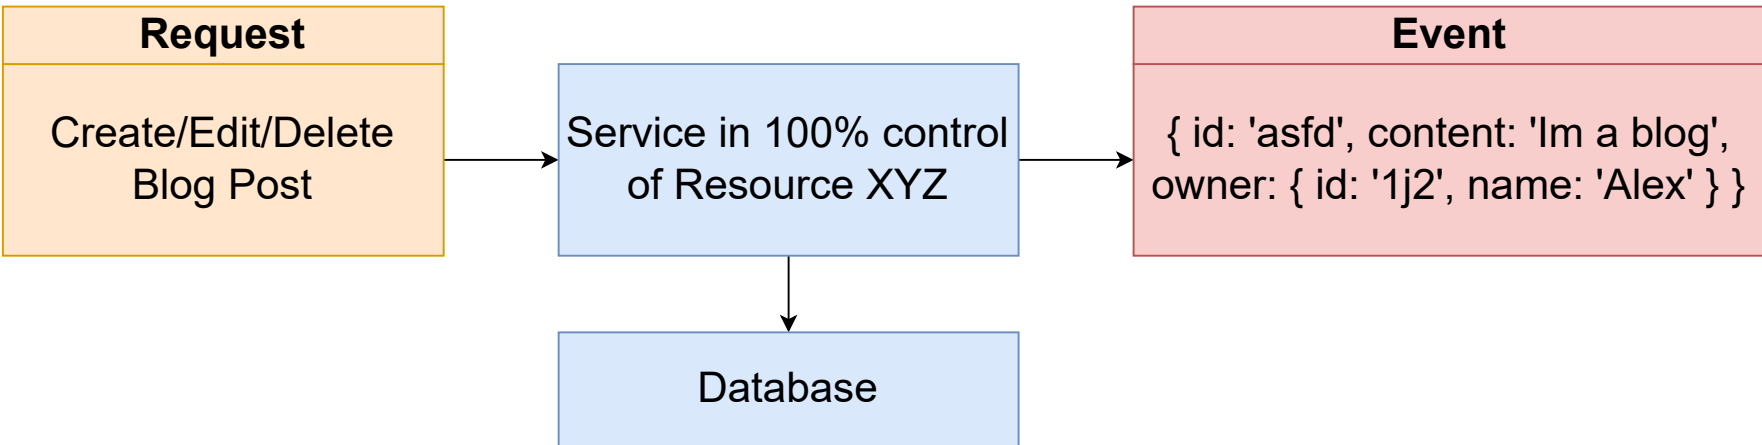 Request
Create/Edit/Delete
Blog Post
Service in 100% control
of Resource XYZ
Event
{ id: 'asfd', content: 'Im a blog',
owner: { id: '1j2', name: 'Alex' } }
Database